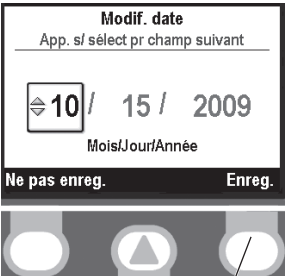 Modif. date
App. s/ sélect pr champ suivant
10 / 15 / 2009
Mois/Jour/Année
Ne pas enreg. Enreg.